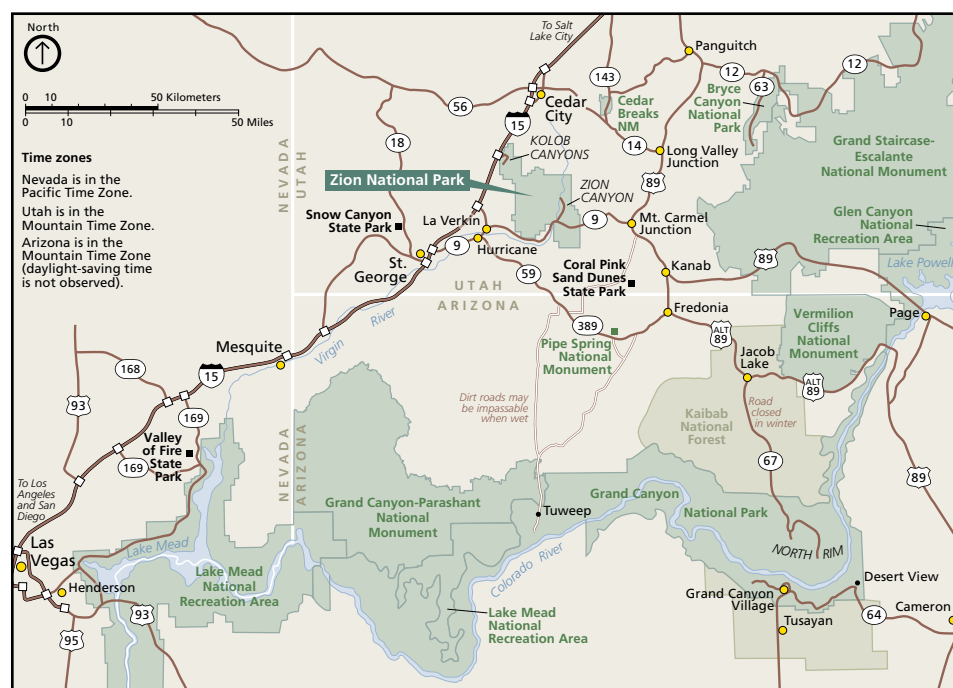 North
0 10 50 Kilometers
0 10 50 Miles
Time zones
Nevada is in the
Pacific Time Zone.
Utah is in the
Mountain Time Zone.
Arizona is in the
Mountain Time Zone
(daylight-saving time
is not observed).
To Salt
Lake City
Panguitch
143
12
63
12
Bryce
Canyon
National
Park
Cedar
City
56
15
Cedar
Breaks
NM
14
Long Valley
Junction
89
Grand Staircase-
Escalante
National Monument
18
KOLOB
CANYONS
NEVADA
UTAH
Zion National Park
ZION
CANYON
Snow Canyon
State Park
La Verkin
9
Mt. Carmel
Junction
Glen Canyon
National
Recreation Area
9
Hurricane
St.
George
59
Coral Pink
Sand Dunes
State Park
Kanab
89
Lake Powell
UTAH
ARIZONA
Fredonia
Page
Virgin
River
389
Pipe Spring
National
Monument
ALT
89
Vermilion
Cliffs
National
Monument
Mesquite
15
168
93
169
169
Jacob
Lake
ALT
89
Dirt roads may
be impassable
when wet
Road
closed
in winter
Kaibab
National
Forest
Valley
of Fire
State
Park
NEVADA
ARIZONA
67
89
To Los
Angeles
and San
Diego
Grand Canyon-Parashant
National
Monument
Tuweep
Grand Canyon
National Park
Las
Vegas
Lake Mead
Colorado River
NORTH RIM
Henderson
Lake Mead
National
Recreation Area
Desert View
Grand Canyon
Village
93
95
Lake Mead
National
Recreation Area
Tusayan
64
Cameron